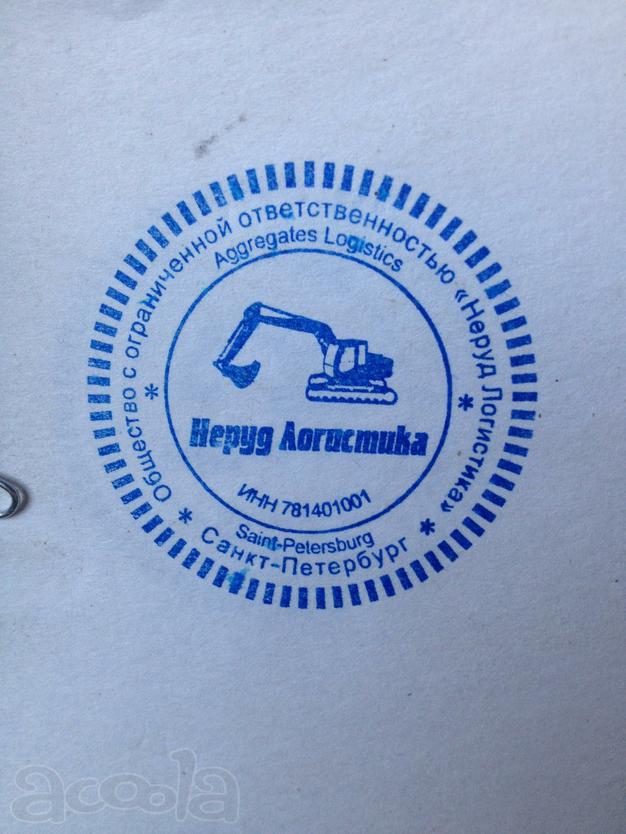 Общество с ограниченной ответственностью «Неруд Логистика»
Aggregates Logistics
Неруд Логистика
ИНН 781401001
Saint-Petersburg
* Санкт-Петербург *
acoola